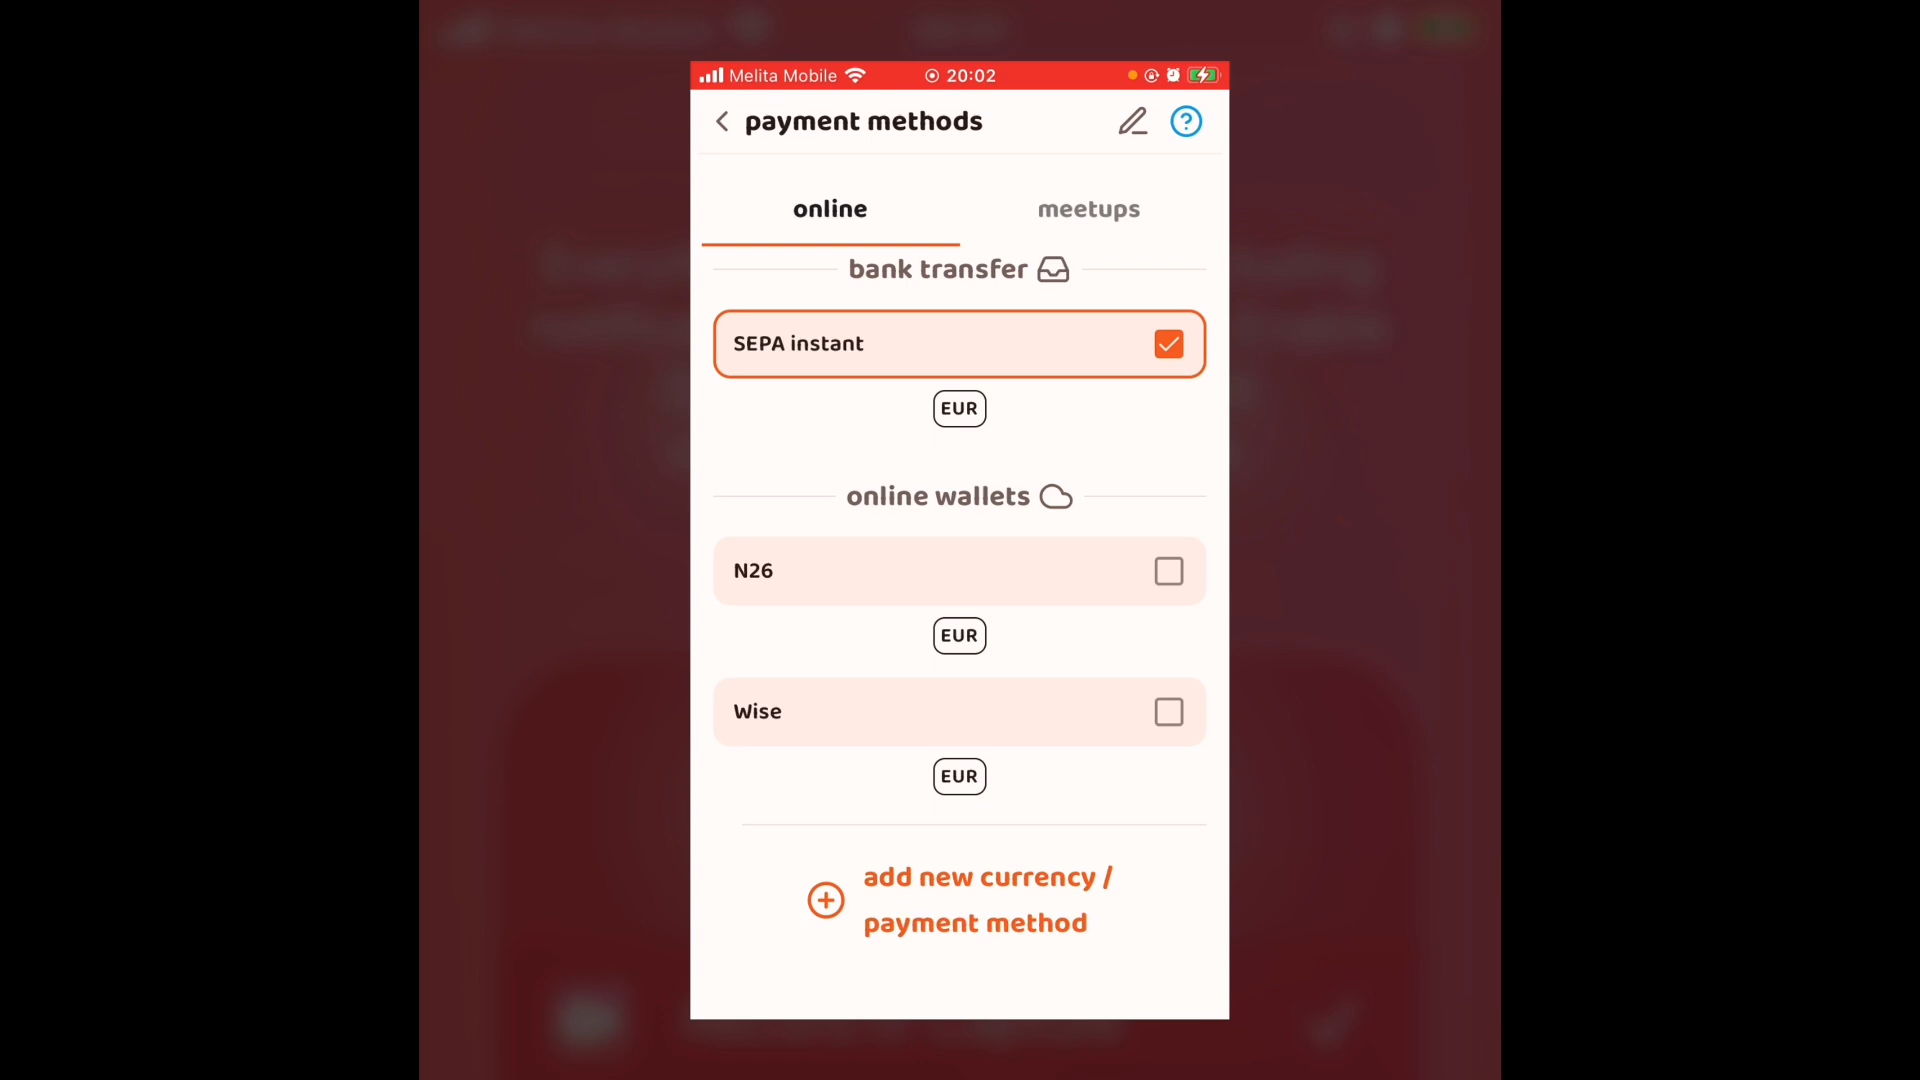 Melita Mobile 20:02
payment methods
online meetups
bank transfer
SEPA instant
EUR
online wallets
N26
EUR
Wise
EUR
add new currency /
payment method